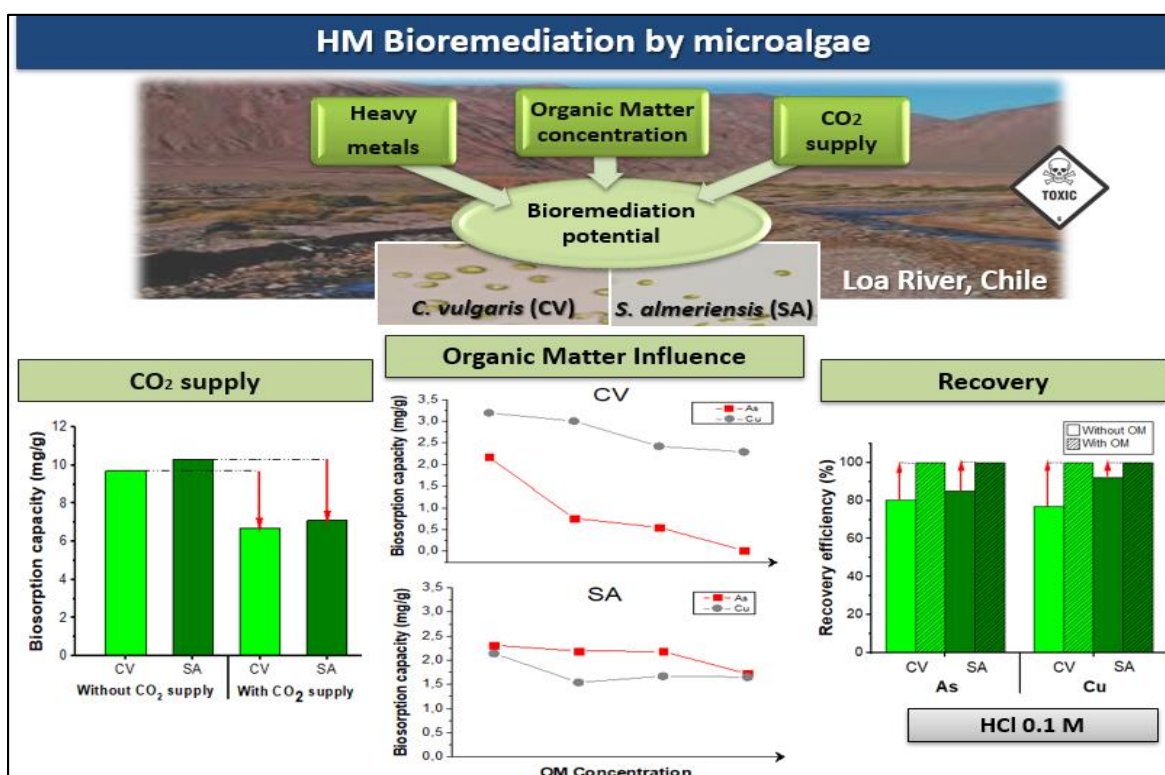 HM Bioremediation by microalgae
Heavy
metals
Organic Matter
concentration
CO2
supply
Bioremediation
potential
TOXIC
6
Loa River, Chile
C. vulgaris (CV)
S. almeriensis (SA)
CO2 supply
Biosorption capacity (mg/g)
12
10
8
6
4
2
0
CV
SA
CV
SA
Without CO2 supply
With CO2 supply
Organic Matter Influence
CV
As
Cu
Biosorption capacity (mg/g)
3,5
3,0
2,5
2,0
1,5
1,0
0,5
0,0
SA
As
Cu
Biosorption capacity (mg/g)
3,5
3,0
2,5
2,0
1,5
1,0
0,5
0,0
OM Concentration
Recovery
Without OM
With OM
Recovery efficiency (%)
100
80
60
40
20
0
CV
SA
CV
SA
As
Cu
HCl 0.1 M